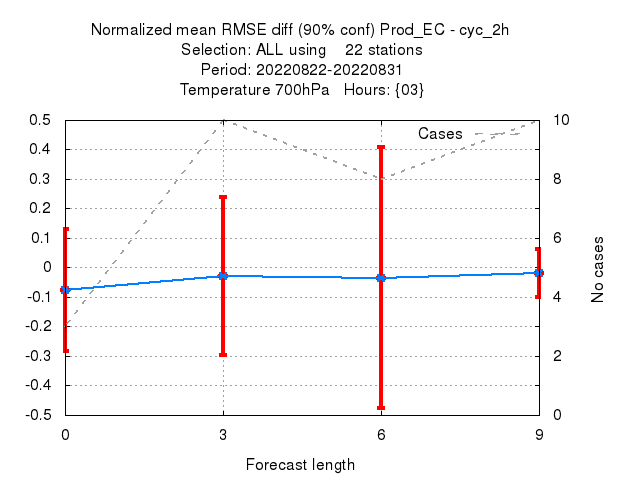 Normalized mean RMSE diff (90% conf) Prod_EC - cyc_2h
Selection: ALL using    22 stations
Period: 20220822-20220831
Temperature 700hPa   Hours: {03}
Cases
0.5
0.4
0.3
0.2
0.1
0
-0.1
-0.2
-0.3
-0.4
-0.5
10
8
6
4
2
0
No cases
0 3 6 9
Forecast length